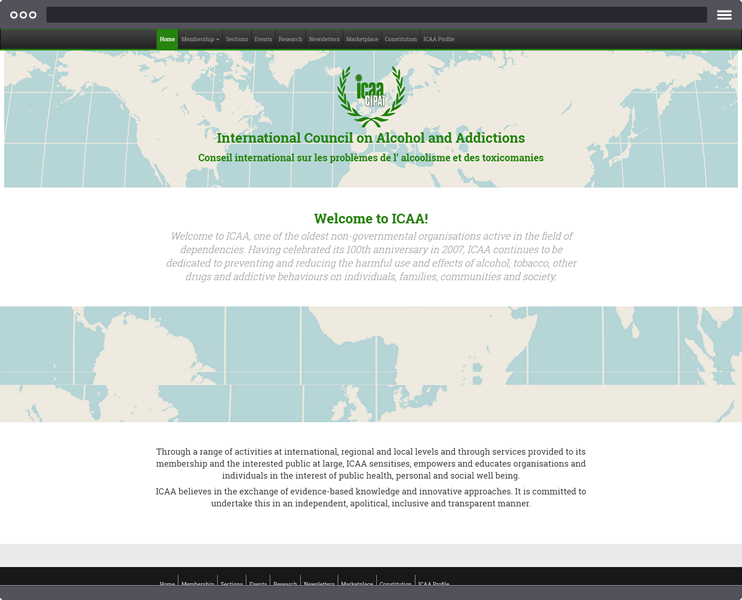 Home Membership Sections Events Research Newsletters Marketplace Constitution ICAA Profile
icaa
CIPAT
International Council on Alcohol and Addictions
Conseil international sur les problèmes de l' alcoolisme et des toxicomanies
Welcome to ICAA!
Welcome to ICAA, one of the oldest non-governmental organisations active in the field of
dependencies. Having celebrated its 100th anniversary in 2007, ICAA continues to be
dedicated to preventing and reducing the harmful use and effects of alcohol, tobacco, other
drugs and addictive behaviours on individuals, families, communities and society.
Through a range of activities at international, regional and local levels and through services provided to its
membership and the interested public at large, ICAA sensitises, empowers and educates organisations and
individuals in the interest of public health, personal and social well being.
ICAA believes in the exchange of evidence-based knowledge and innovative approaches. It is committed to
undertake this in an independent, apolitical, inclusive and transparent manner.
Home Membership Sections Events Research Newsletters Marketplace Constitution ICAA Profile